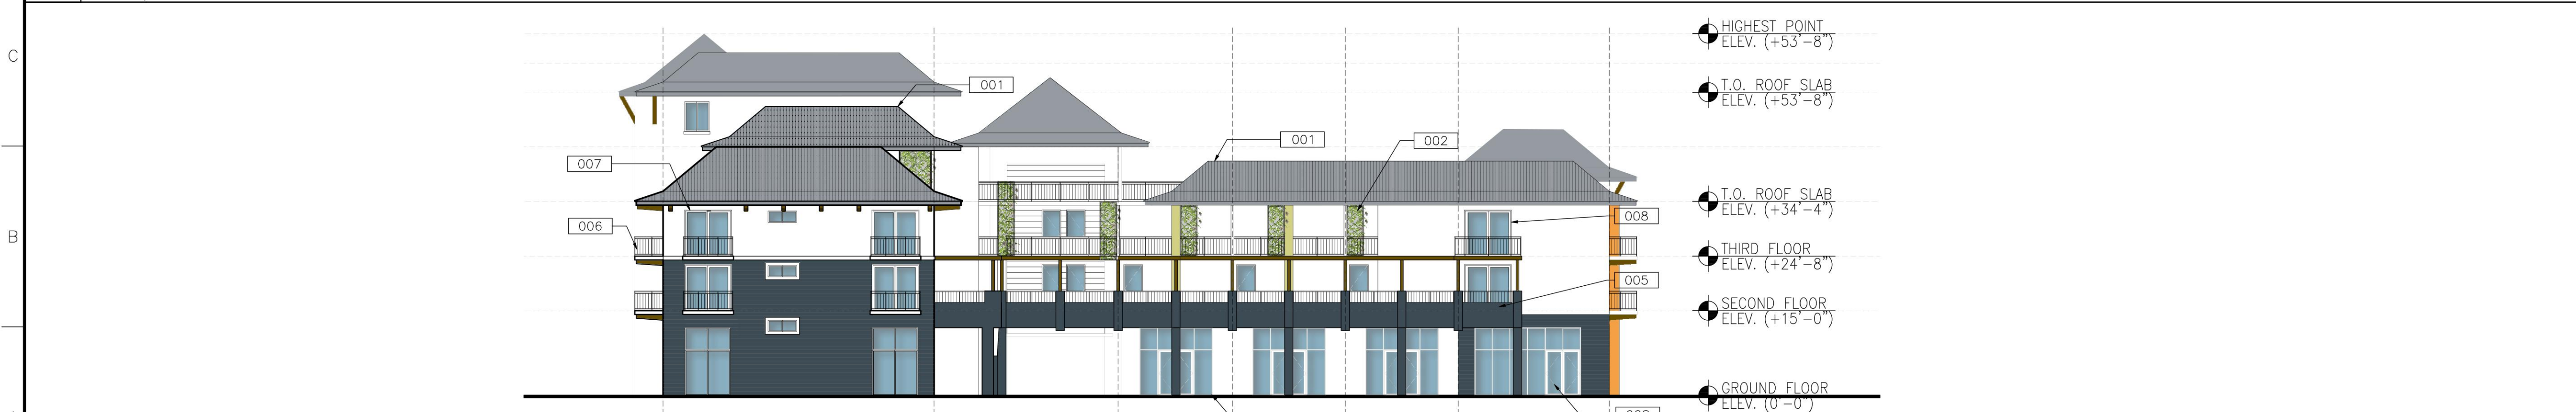 C
HIGHEST POINT
ELEV. (+53'-8")
001
T.O. ROOF SLAB
ELEV. (+53'-8")
001
002
007
T.O. ROOF SLAB
ELEV. (+34'-4")
008
006
B
THIRD FLOOR
ELEV. (+24'-8")
005
SECOND FLOOR
ELEV. (+15'-0")
GROUND FLOOR
ELEV. (0'-0")